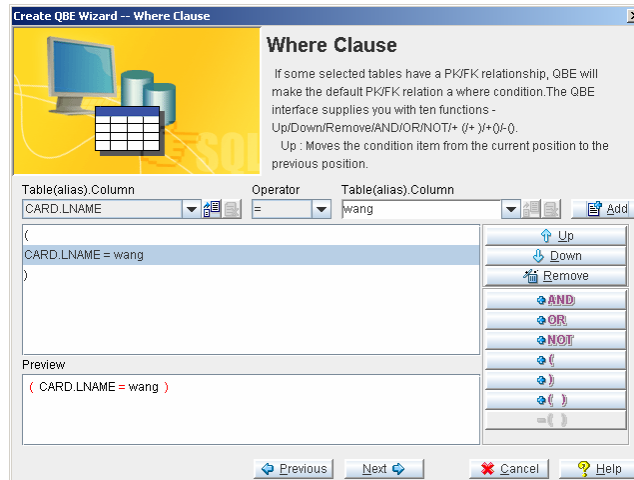 Create QBE Wizard -- Where Clause
Where Clause
If some selected tables have a PK/FK relationship, QBE will
make the default PK/FK relation a where condition.The QBE
interface supplies you with ten functions -
Up/Down/Remove/AND/OR/NOT/+ (/+ )/+()/-().
Up : Moves the condition item from the current position to the
previous position.
SQL
Table(alias).Column Operator Table(alias).Column
CARD.LNAME = wang Add
(
CARD.LNAME = wang
)
Up
Down
Remove
AND
OR
NOT
(
)
( )
-( )
Preview
( CARD.LNAME = wang )
Previous Next Cancel Help